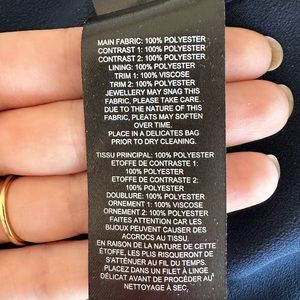 MAIN FABRIC: 100% POLYESTER
CONTRAST 1: 100% POLYESTER
CONTRAST 2: 100% POLYESTER
LINING: 100% POLYESTER
TRIM 1: 100% VISCOSE
TRIM 2: 100% POLYESTER
JEWELLERY MAY SNAG THIS
FABRIC, PLEASE TAKE CARE.
DUE TO THE NATURE OF THIS
FABRIC, PLEATS MAY SOFTEN
OVER TIME.
PLACE IN A DELICATES BAG
PRIOR TO DRY CLEANING.
TISSU PRINCIPAL: 100% POLYESTER
ETOFFE DE CONTRASTE 1:
100% POLYESTER
ETOFFE DE CONTRASTE 2:
100% POLYESTER
DOUBLURE: 100% POLYESTER
ORNEMENT 1: 100% VISCOSE
ORNEMENT 2: 100% POLYESTER
FAITES ATTENTION CAR LES
BIJOUX PEUVENT CAUSER DES
ACCROCS AU TISSU.
EN RAISON DE LA NATURE DE CETTE
ÉTOFFE, LES PLIS RISQUERONT DE
S'ATTÉNUER AU FIL DU TEMPS.
PLACEZ DANS UN FILET À LINGE
DÉLICAT AVANT DE PROCÉDER AU
NETTOYAGE À SEC.